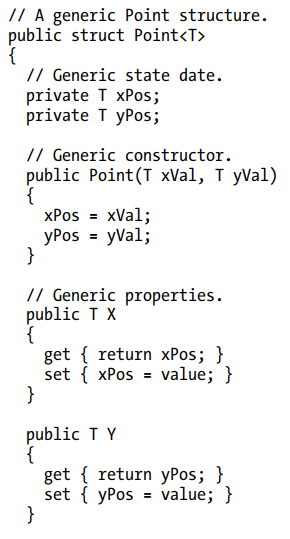 // A generic Point structure.
public struct Point<T>
{
// Generic state date.
private T xPos;
private T yPos;
// Generic constructor.
public Point(T xVal, T yVal)
{
xPos = xVal;
yPos = yVal;
}
// Generic properties.
public T X
{
get { return xPos; }
set { xPos = value; }
}
public T Y
{
get { return yPos; }
set { yPos = value; }
}